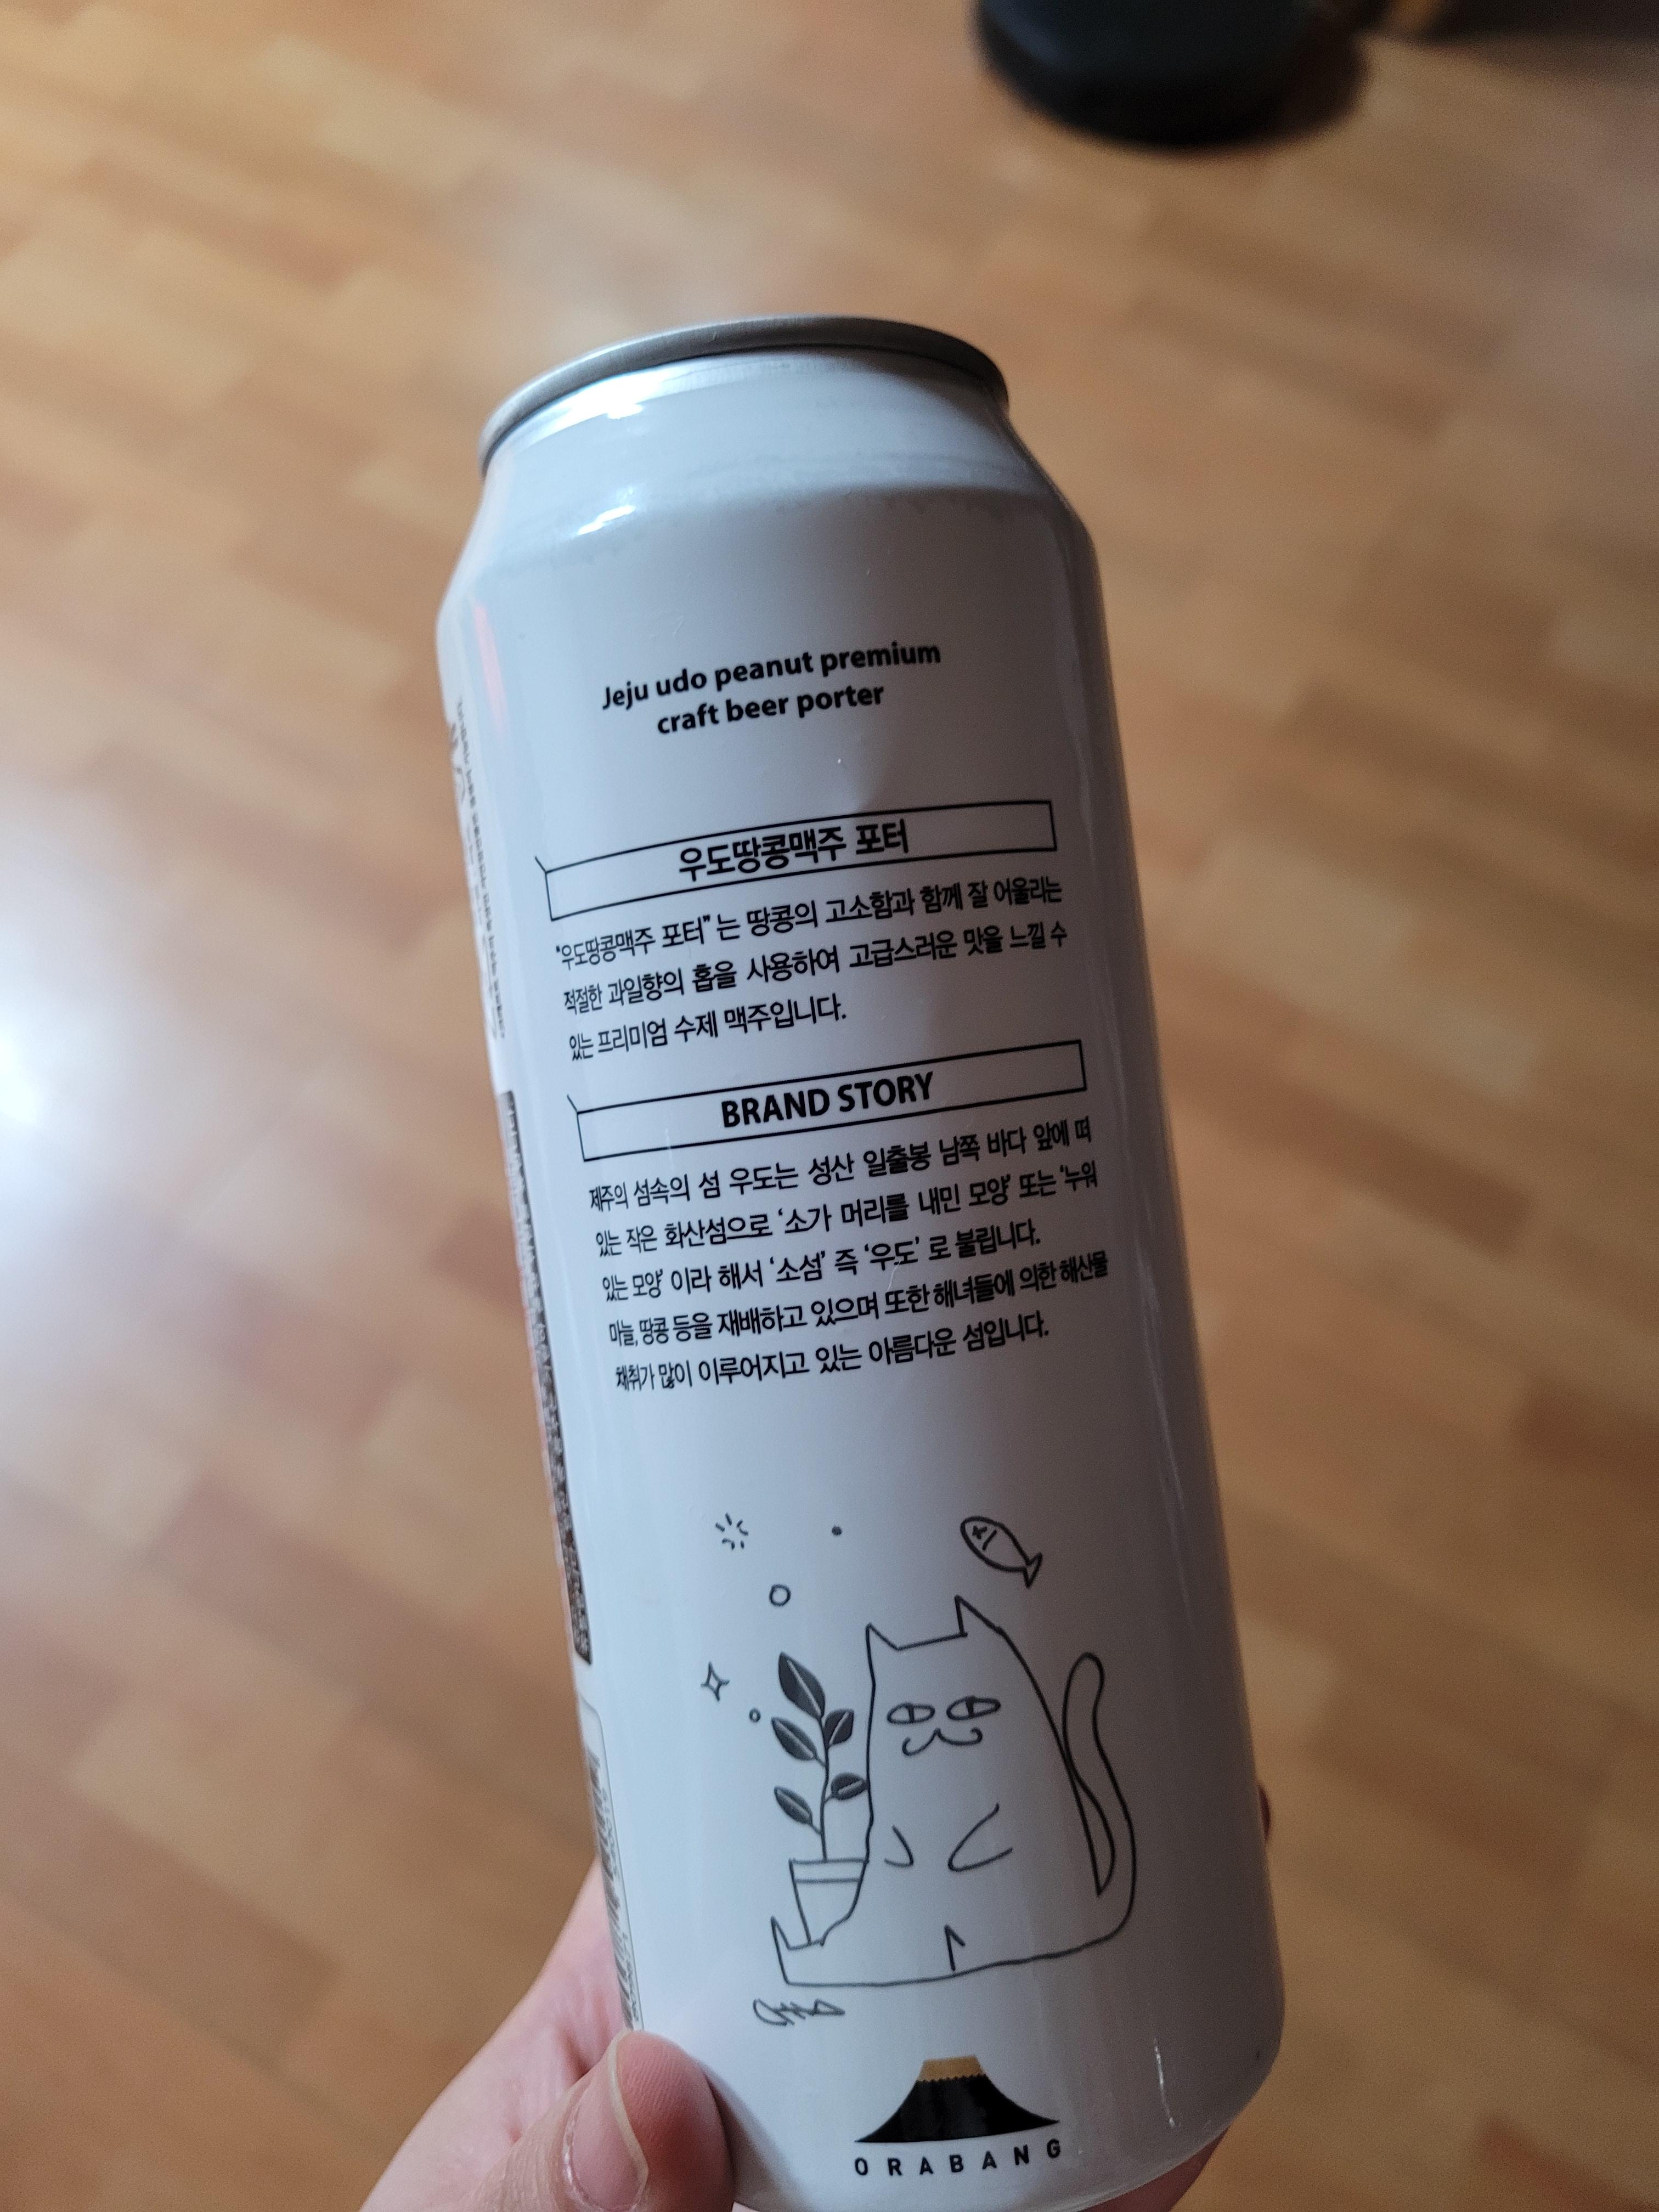 Jeju udo peanut premium
craft beer porter
우도땅콩맥주 포터
"우도땅콩맥주 포터" 는 땅콩의 고소함과 함께 잘 어울리는
적절한 과일향의 홉을 사용하여 고급스러운 맛을 느낄 수
있는 프리미엄 수제 맥주입니다.
BRAND STORY
제주의 섬속의 섬 우도는 성산 일출봉 남쪽 바다 앞에 떠
있는 작은 화산섬으로 '소가 머리를 내민 모양' 또는 '누워
있는 모양' 이라 해서 '소섬' 즉 '우도' 로 불립니다.
마늘, 땅콩 등을 재배하고 있으며 또한 해녀들에 의한 해산물
채취가 많이 이루어지고 있는 아름다운 섬입니다.
ORABANG